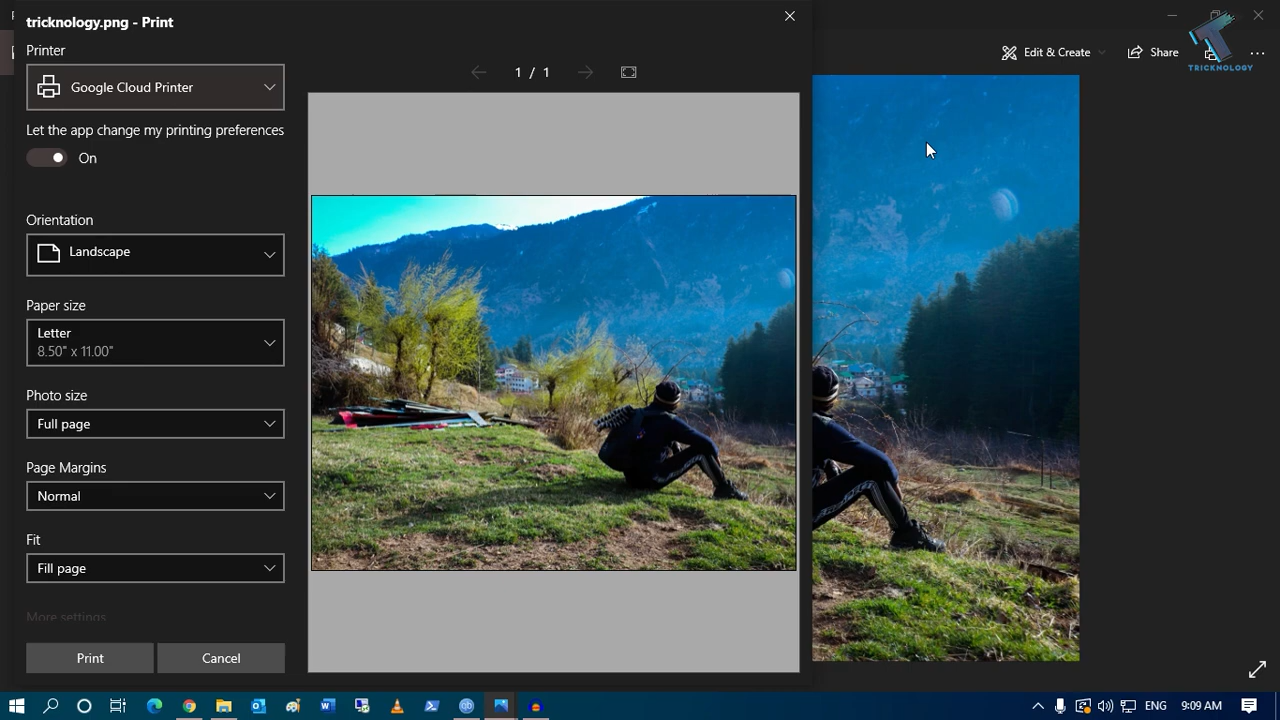 tricknology.png - Print
Printer
Google Cloud Printer
Let the app change my printing preferences
On
Orientation
Landscape
Paper size
Letter
8.50" x 11.00"
Photo size
Full page
Page Margins
Normal
Fit
Fill page
More settings
Print
Cancel
1 / 1
Edit & Create
Share
TRICKNOLOGY
ENG
9:09 AM